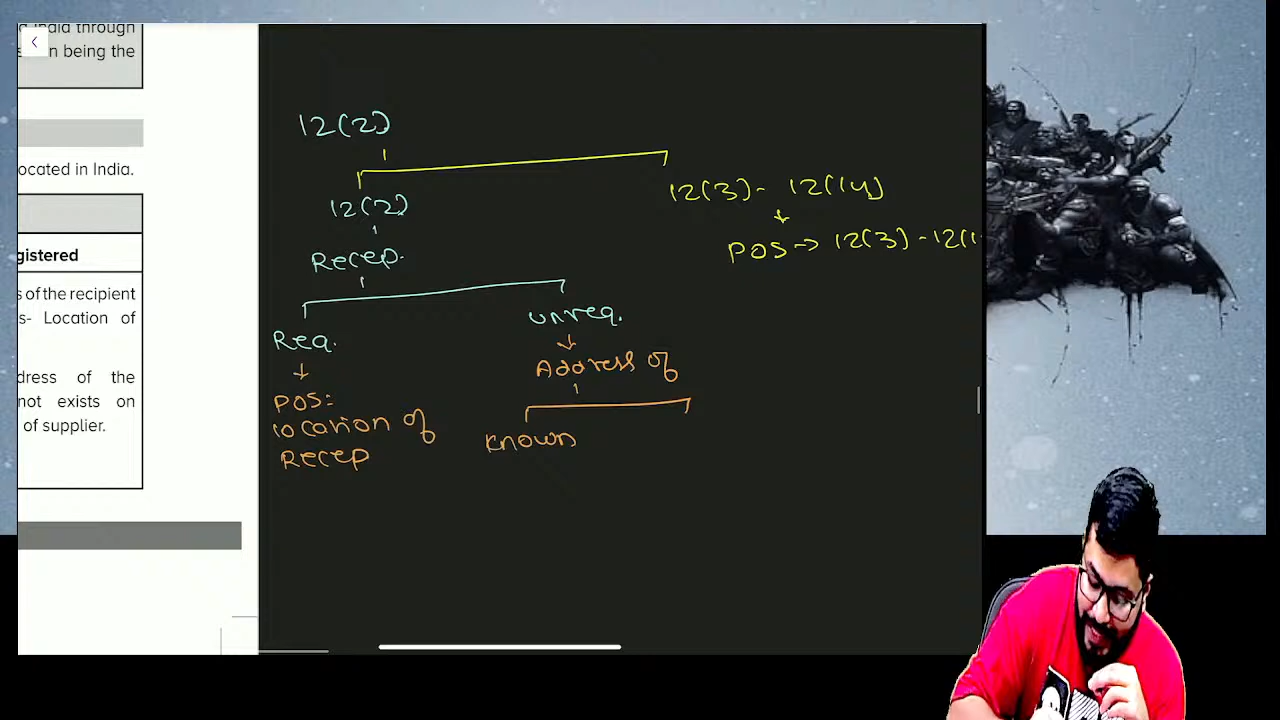 India through
n being the
ocated in India.
gistered
s of the recipient
s- Location of
dress of the
not exists on
of supplier.
12(2)
12(2)
12(3)- 12(14)
Recep.
POS→ 12(3)-12(1
Reg.
unreg.
POS:
location of
Recep
Address of
Known